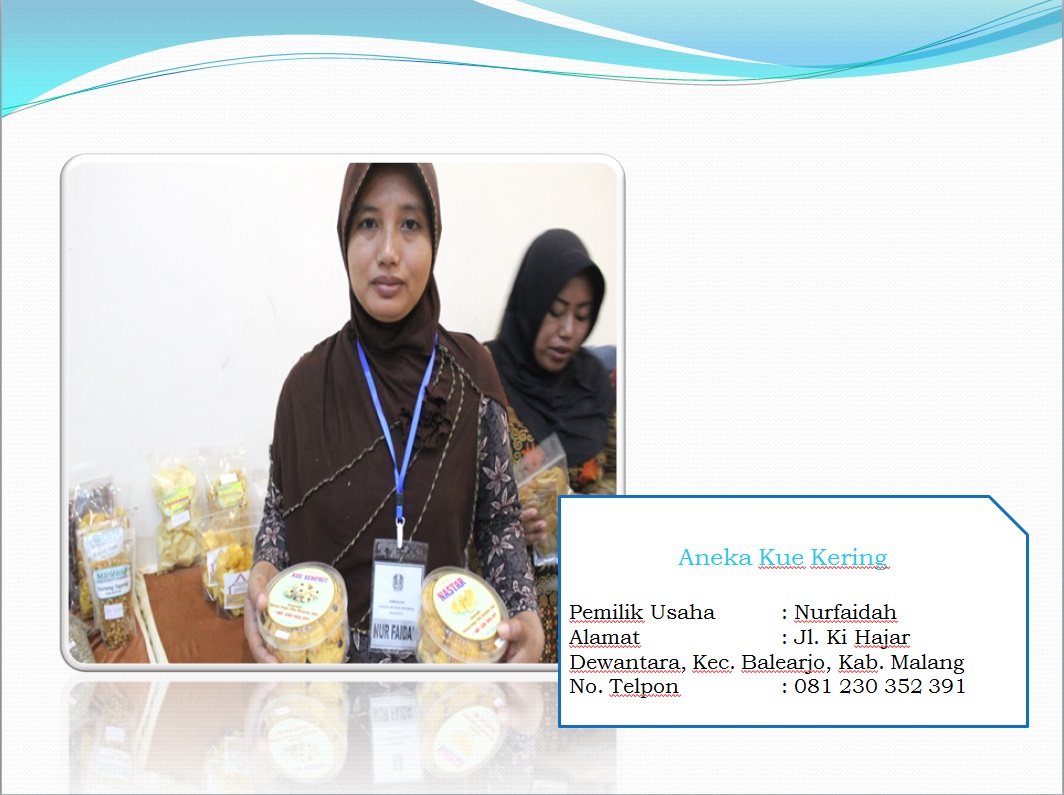 KUE SEMPRIT
NASTAR
NUR FAIDA
Aneka Kue Kering
Pemilik Usaha : Nurfaidah
Alamat : Jl. Ki Hajar
Dewantara, Kec. Balearjo, Kab. Malang
No. Telpon : 081 230 352 391